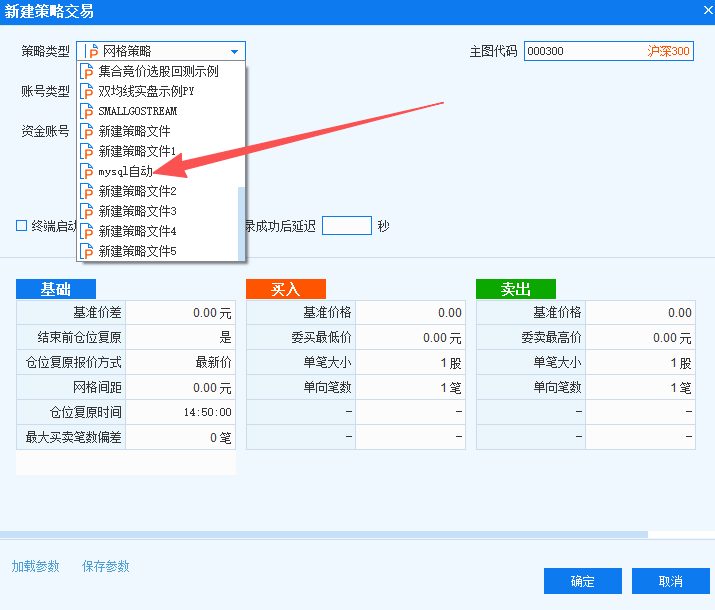 新建策略交易
策略类型 网格策略 主图代码 000300 沪深300
集合竞价选股回测示例
账号类型 双均线实盘示例PY
SMALLGOSTREAM
资金账号 新建策略文件
新建策略文件1
mysql自动
新建策略文件2
新建策略文件3
终端启动 录成功后延迟 秒
新建策略文件4
新建策略文件5
基础 买入 卖出
基准价差 0.00 元 基准价格 0.00 基准价格 0.00
结束前仓位复原 是 委买最低价 0.00 元 委卖最高价 0.00 元
仓位复原报价方式 最新价 单笔大小 1 股 单笔大小 1 股
网格间距 0.00 元 单向笔数 1 笔 单向笔数 1 笔
仓位复原时间 14:50:00 – – – –
最大买卖笔数偏差 0 笔 – – – –
加载参数 保存参数
确定 取消